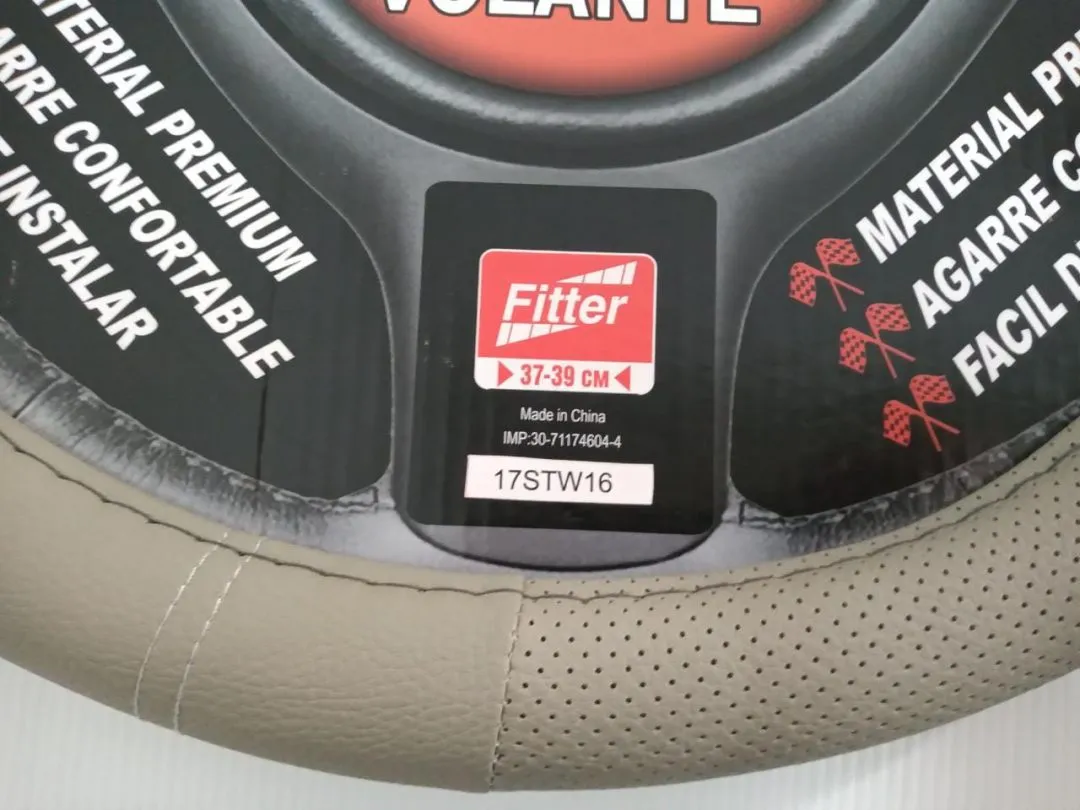 VOLANTE
MATERIAL PREMIUM
AGARRE CONFORTABLE
INSTALAR
Fitter
37-39 CM
Made in China
IMP:30-71174604-4
17STW16
MATERIAL
AGARRE
FACIL